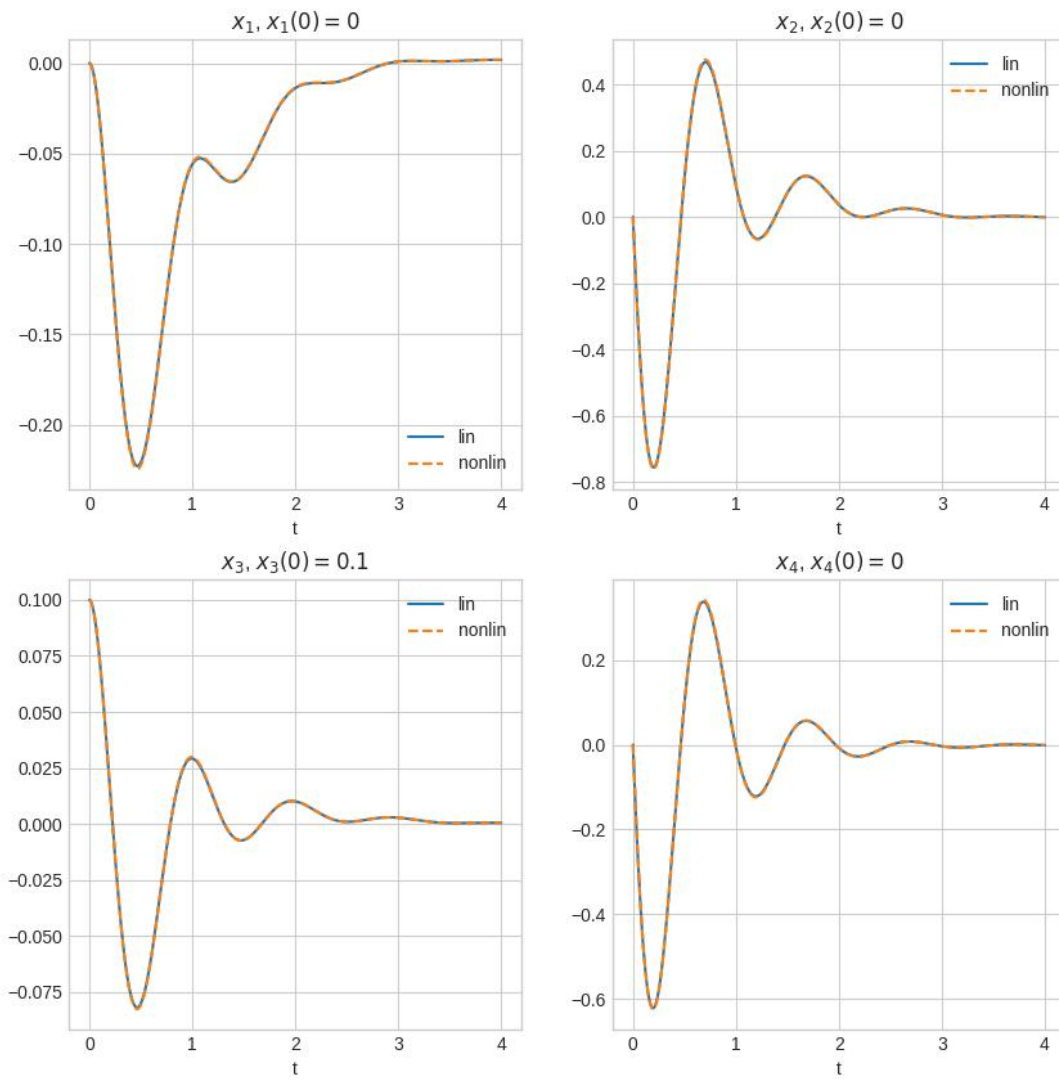 x₁, x₁(0) = 0
0.00
−0.05
−0.10
−0.15
−0.20
lin
nonlin
0 1 2 3 4
t
x₂, x₂(0) = 0
0.4
0.2
0.0
−0.2
−0.4
−0.6
−0.8
lin
nonlin
0 1 2 3 4
t
x₃, x₃(0) = 0.1
0.100
0.075
0.050
0.025
0.000
−0.025
−0.050
−0.075
lin
nonlin
0 1 2 3 4
t
x₄, x₄(0) = 0
0.2
0.0
−0.2
−0.4
−0.6
lin
nonlin
0 1 2 3 4
t